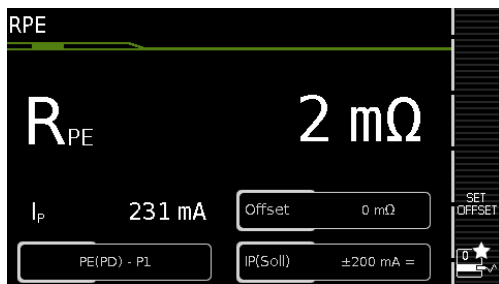 RPE
RPE 2 mΩ
IP 231 mA
Offset 0 mΩ
SET OFFSET
PE(PD) - P1
IP(Soll) ±200 mA =
0